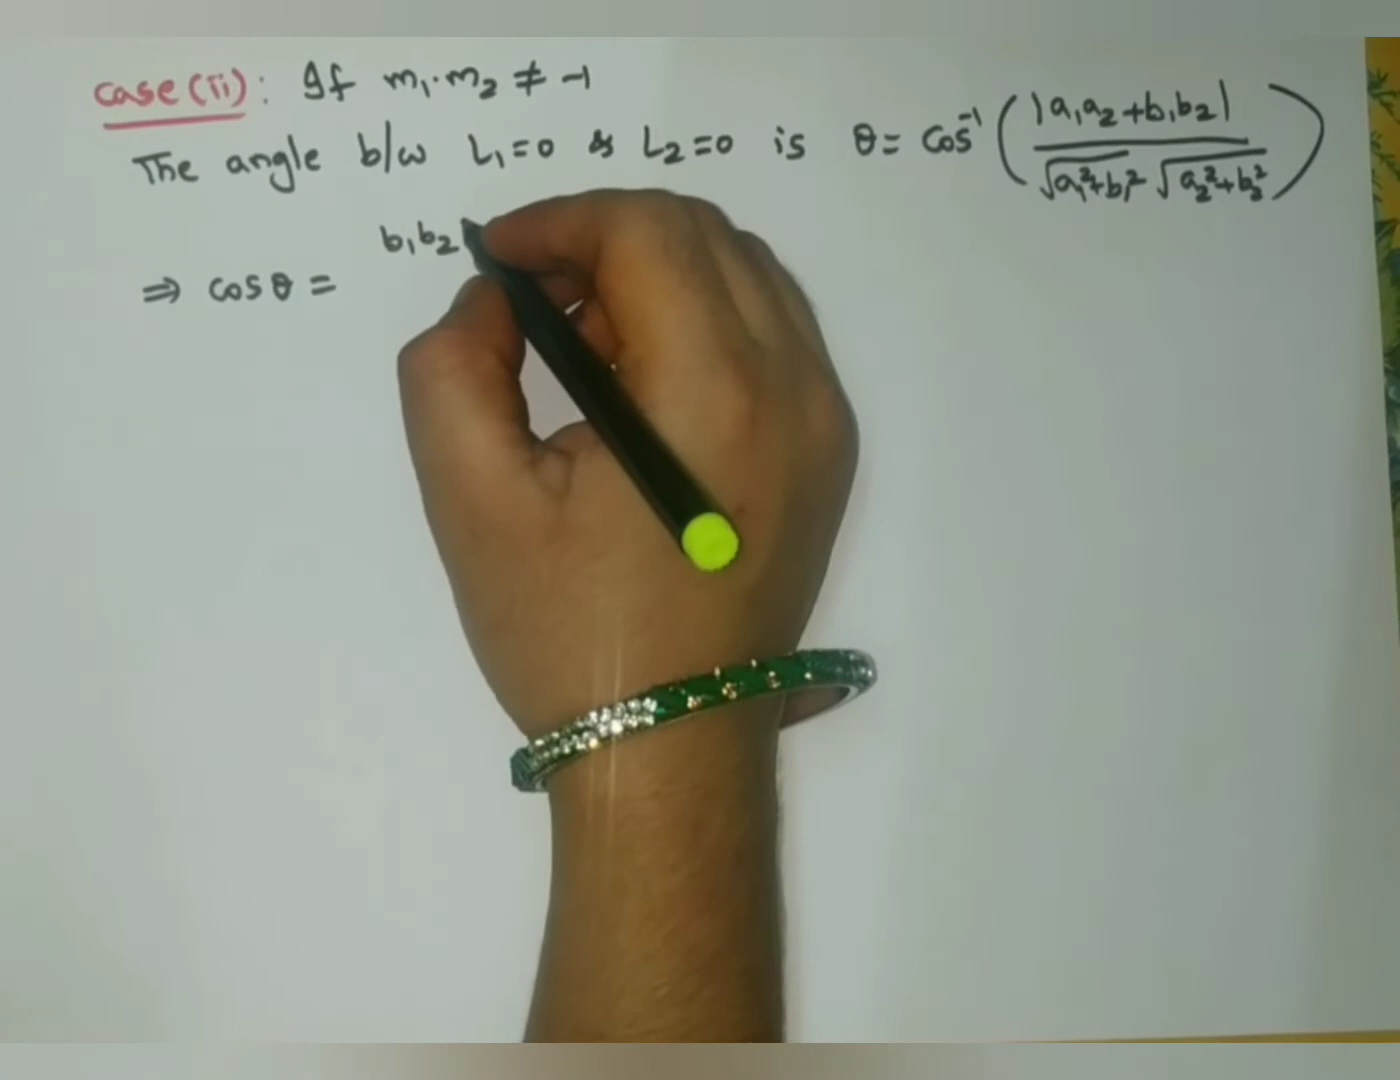 Case(ii): If m₁.m₂ ≠ -1
The angle b/w L₁=0 & L₂=0 is θ= Cos⁻¹ (|a₁a₂+b₁b₂| / √a₁²+b₁² √a₂²+b₂²)
⇒ cosθ = b₁b₂